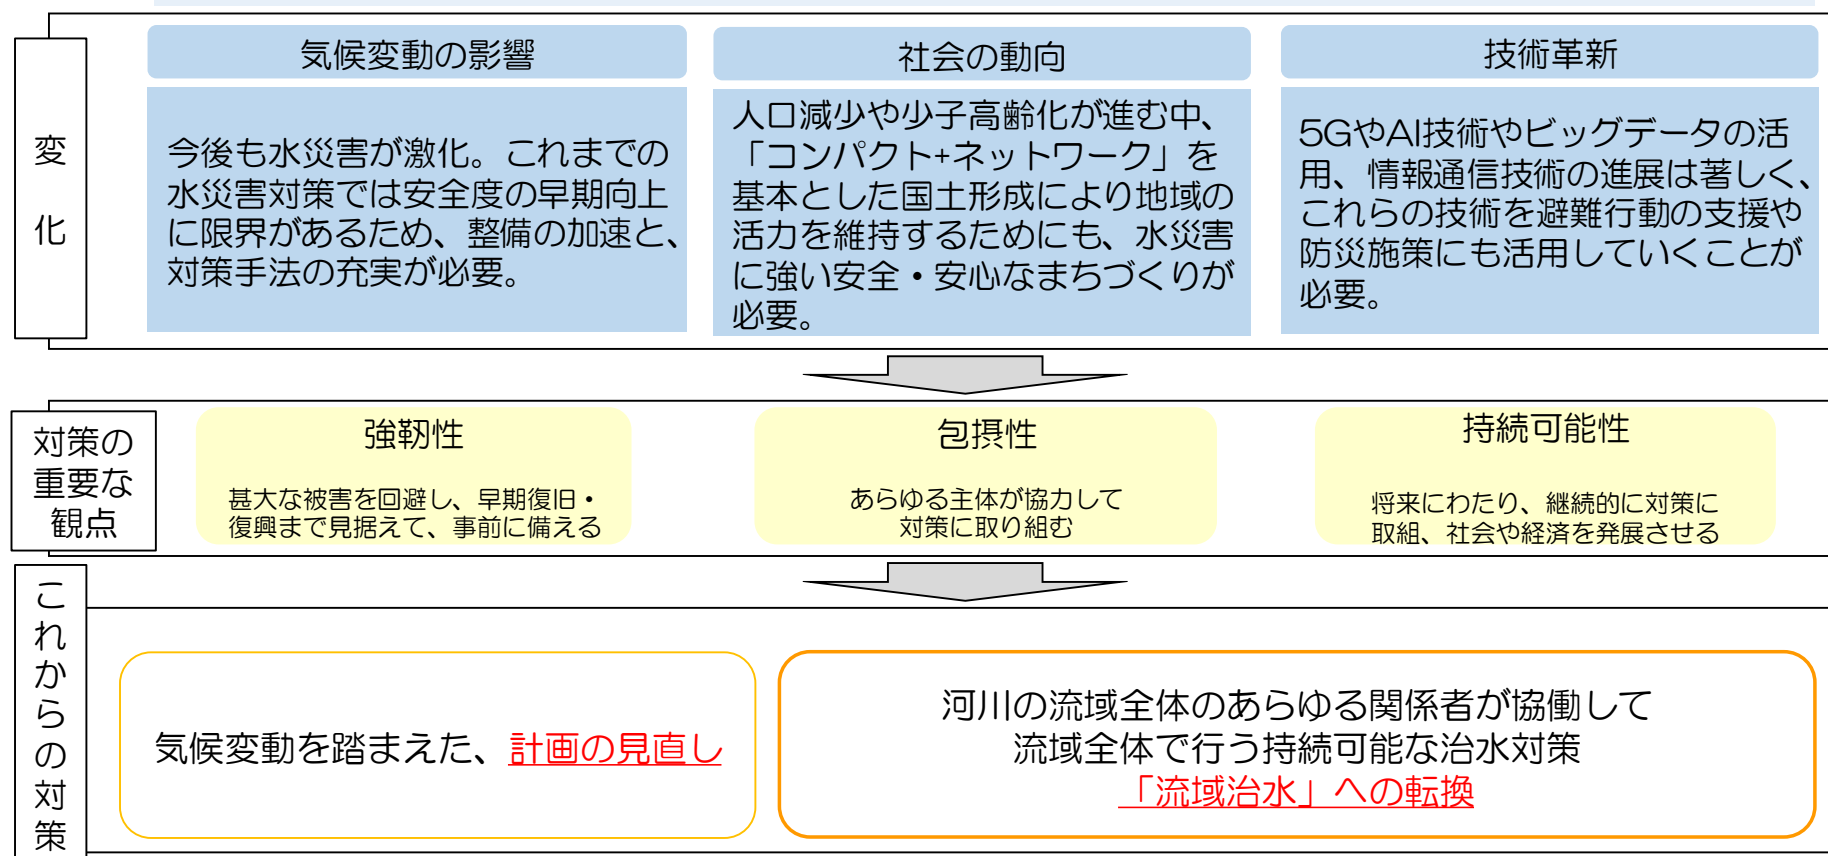 変化
気候変動の影響
今後も水災害が激化。これまでの
水災害対策では安全度の早期向上
に限界があるため、整備の加速と、
対策手法の充実が必要。
社会の動向
人口減少や少子高齢化が進む中、
「コンパクト+ネットワーク」を
基本とした国土形成により地域の
活力を維持するためにも、水災害
に強い安全・安心なまちづくりが
必要。
技術革新
5GやAI技術やビッグデータの活
用、情報通信技術の進展は著しく、
これらの技術を避難行動の支援や
防災施策にも活用していくことが
必要。
対策の
重要な
観点
強靭性
甚大な被害を回避し、早期復旧・
復興まで見据えて、事前に備える
包摂性
あらゆる主体が協力して
対策に取り組む
持続可能性
将来にわたり、継続的に対策に
取組、社会や経済を発展させる
これからの対策
気候変動を踏まえた、計画の見直し
河川の流域全体のあらゆる関係者が協働して
流域全体で行う持続可能な治水対策
「流域治水」への転換